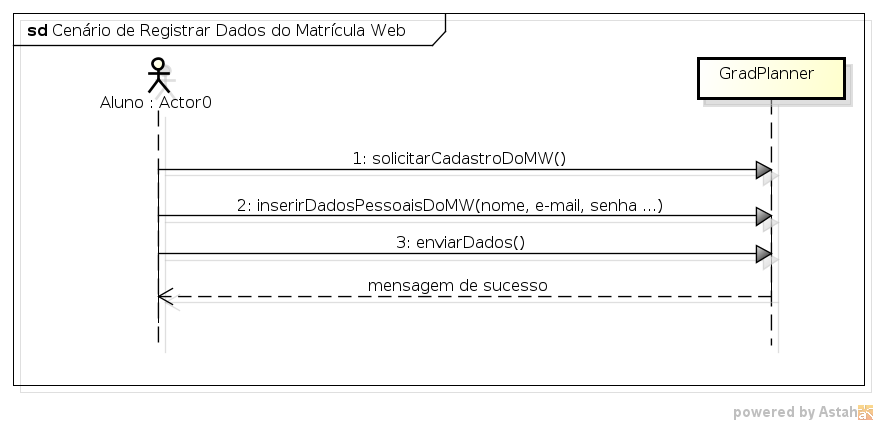 sd Cenário de Registrar Dados do Matrícula Web
GradPlanner
Aluno : Actor0
1: solicitarCadastroDoMW()
2: inserirDadosPessoaisDoMW(nome, e-mail, senha ...)
3: enviarDados()
mensagem de sucesso
powered by Astah